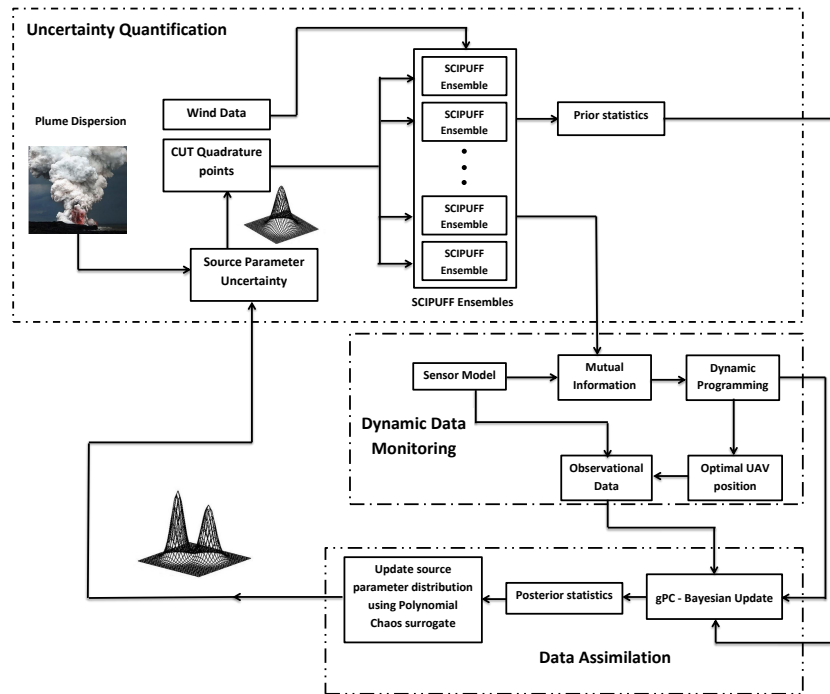 Uncertainty Quantification
Plume Dispersion
Wind Data
CUT Quadrature
points
Source Parameter
Uncertainty
SCIPUFF
Ensemble
SCIPUFF
Ensemble
SCIPUFF
Ensemble
SCIPUFF
Ensemble
SCIPUFF Ensembles
Prior statistics
Sensor Model
Mutual
Information
Dynamic
Programming
Dynamic Data
Monitoring
Observational
Data
Optimal UAV
position
Update source
parameter distribution
using Polynomial
Chaos surrogate
Posterior statistics
gPC - Bayesian Update
Data Assimilation